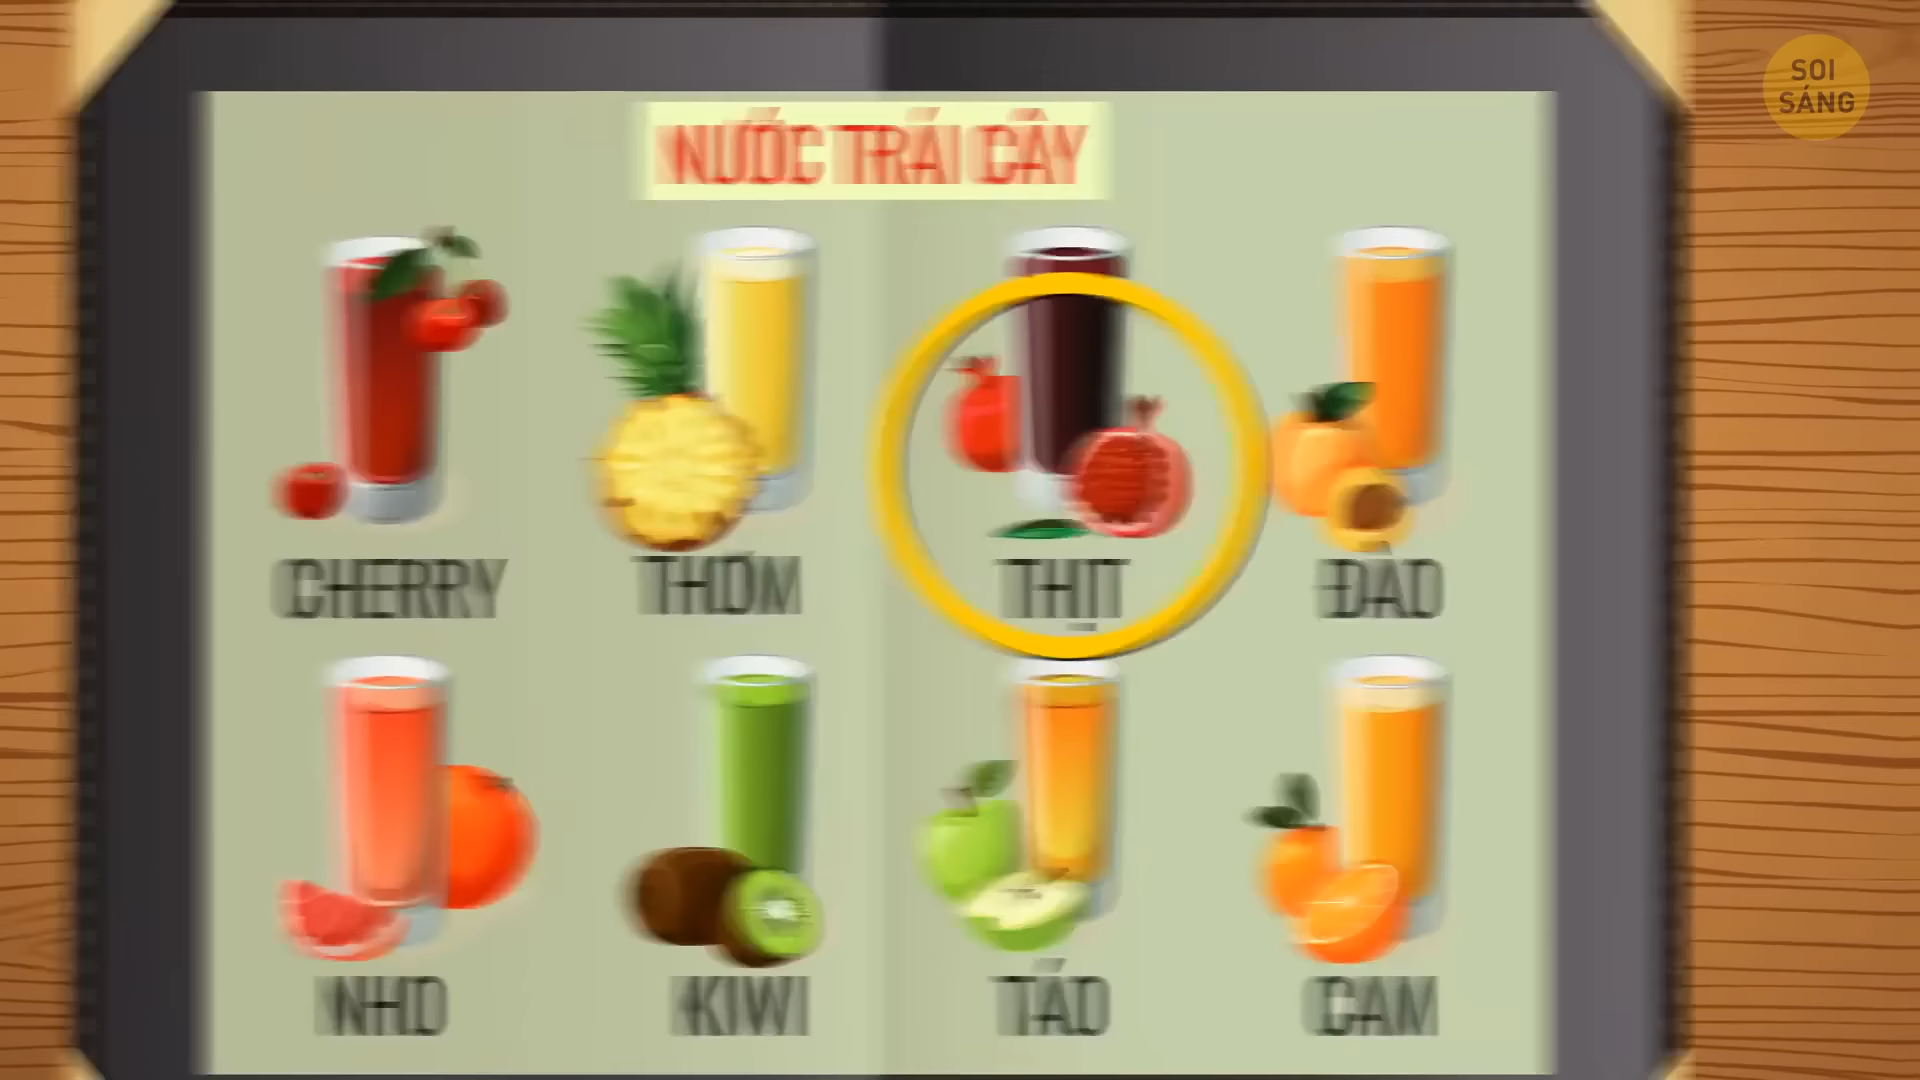 SOI
SÁNG
NƯỚC TRÁI CÂY
CHERRY THƠM THỊT ĐÀO
NHO KIWI TÁO CAM